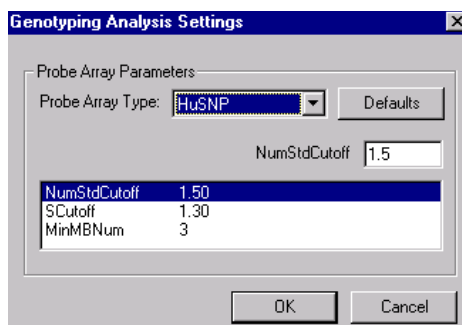 Genotyping Analysis Settings
Probe Array Parameters
Probe Array Type: HuSNP Defaults
NumStdCutoff 1.5
NumStdCutoff 1.50
SCutoff 1.30
MinMBNum 3
OK Cancel